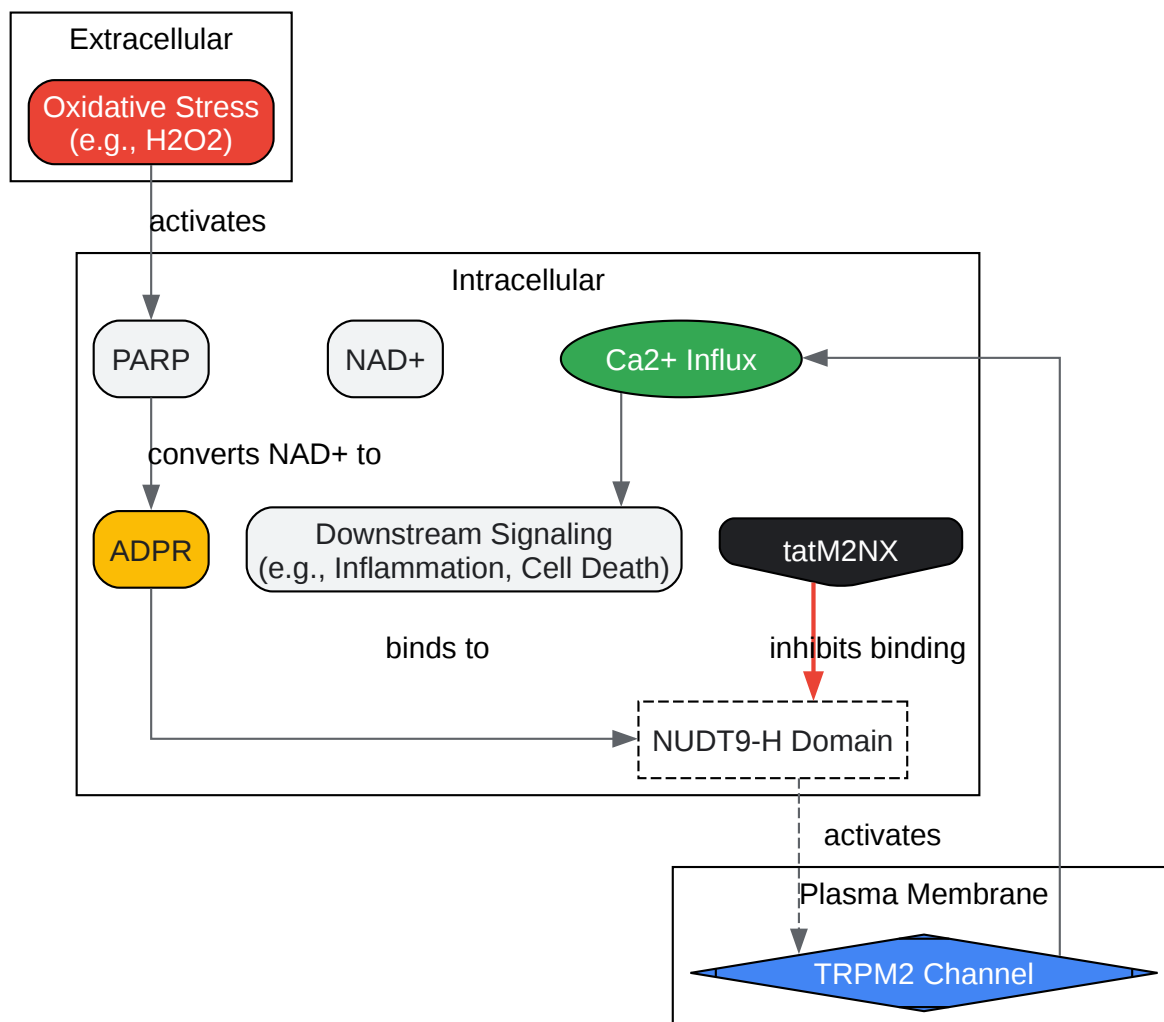 Extracellular
Oxidative Stress
(e.g., H2O2)
activates
Intracellular
PARP
NAD+
Ca2+ Influx
converts NAD+ to
ADPR
Downstream Signaling
(e.g., Inflammation, Cell Death)
tatM2NX
binds to
inhibits binding
NUDT9-H Domain
activates
Plasma Membrane
TRPM2 Channel